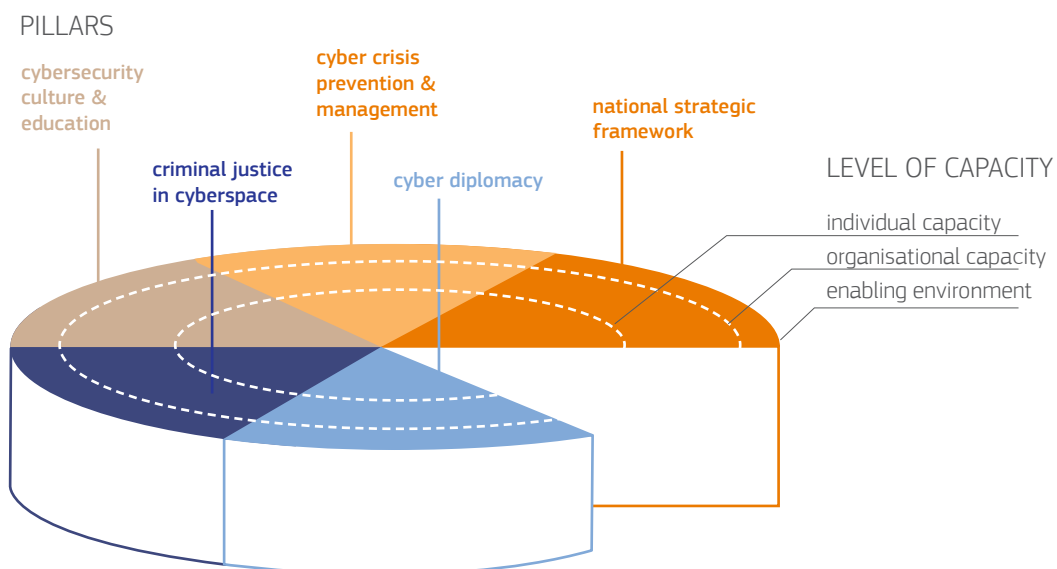 PILLARS
cybersecurity
culture &
education
cyber crisis
prevention &
management
national strategic
framework
criminal justice
in cyberspace
cyber diplomacy
LEVEL OF CAPACITY
individual capacity
organisational capacity
enabling environment